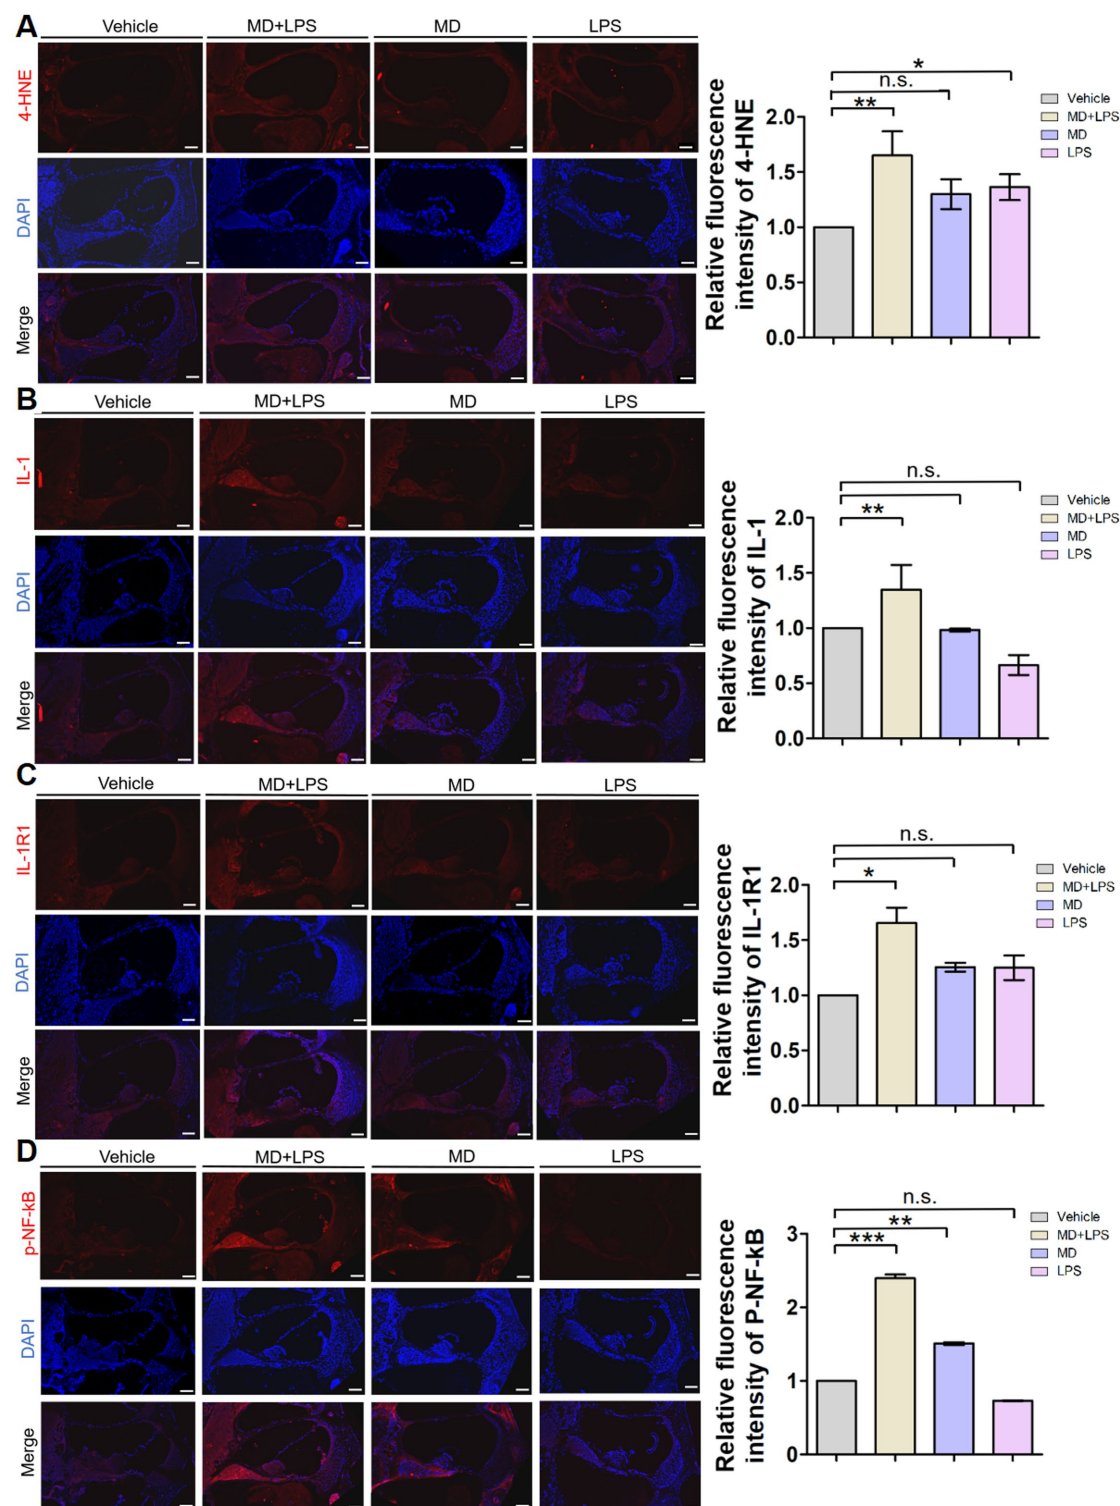 A
Vehicle MD+LPS MD LPS
4-HNE
DAPI
Merge
Relative fluorescence
intensity of 4-HNE
2.0
1.5
1.0
0.5
0.0
*
n.s.
**
Vehicle
MD+LPS
MD
LPS
B
Vehicle MD+LPS MD LPS
IL-1
DAPI
Merge
Relative fluorescence
intensity of IL-1
2.0
1.5
1.0
0.5
0.0
n.s.
**
Vehicle
MD+LPS
MD
LPS
C
Vehicle MD+LPS MD LPS
IL-1R1
DAPI
Merge
Relative fluorescence
intensity of IL-1R1
2.0
1.5
1.0
0.5
0.0
n.s.
*
Vehicle
MD+LPS
MD
LPS
D
Vehicle MD+LPS MD LPS
p-NF-kB
DAPI
Merge
Relative fluorescence
intensity of P-NF-kB
3
2
1
0
n.s.
**
***
Vehicle
MD+LPS
MD
LPS